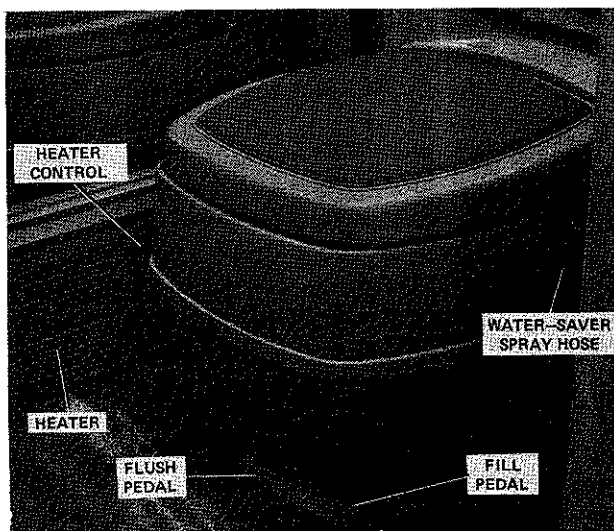 HEATER
CONTROL
WATER–SAVER
SPRAY HOSE
HEATER
FLUSH
PEDAL
FILL
PEDAL